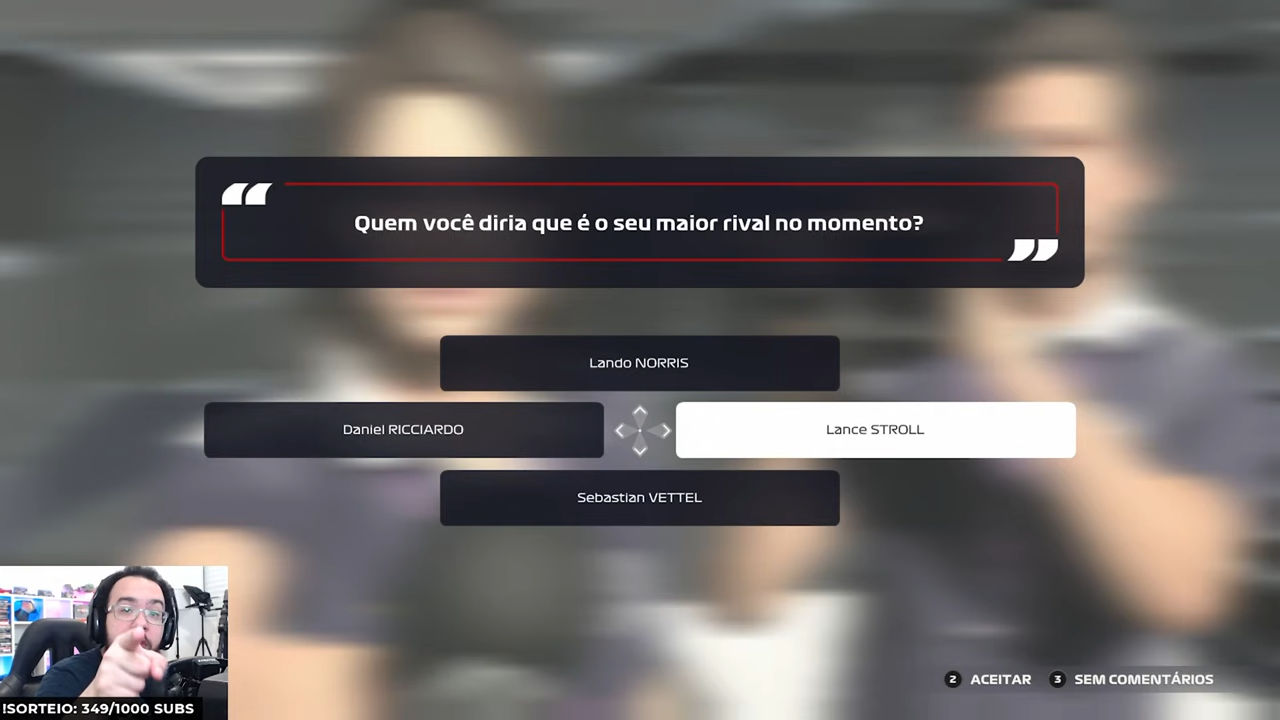 Quem você diria que é o seu maior rival no momento?
Lando NORRIS
Daniel RICCIARDO
Lance STROLL
Sebastian VETTEL
2 ACEITAR 3 SEM COMENTÁRIOS
!SORTEIO: 349/1000 SUBS